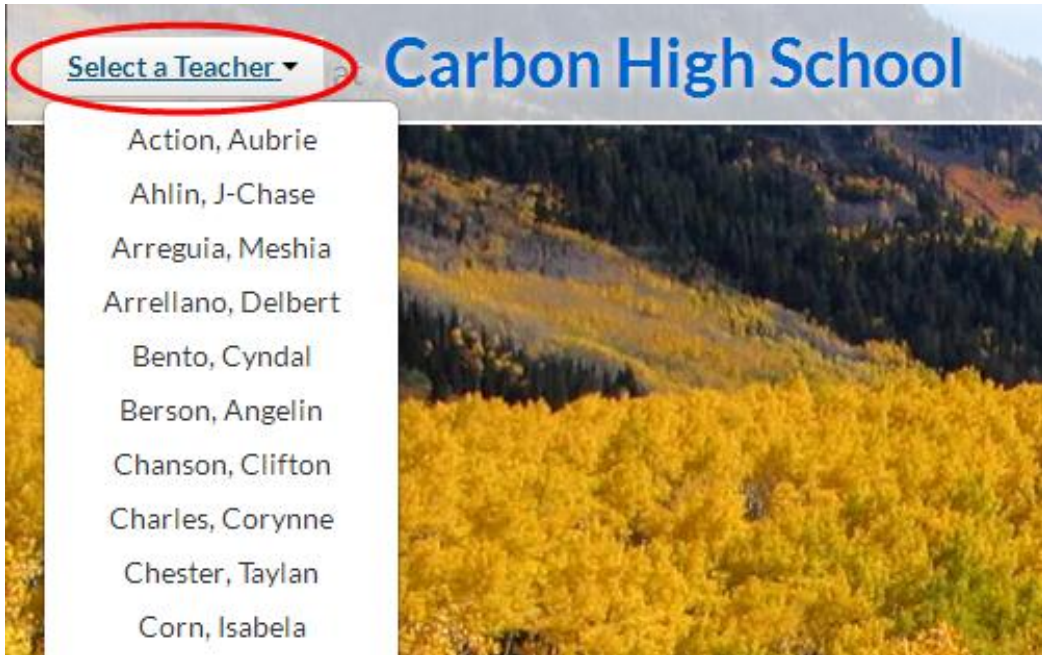 Select a Teacher at Carbon High School
Action, Aubrie
Ahlin, J-Chase
Arreguia, Meshia
Arrellano, Delbert
Bento, Cyndal
Berson, Angelin
Chanson, Clifton
Charles, Corynne
Chester, Taylan
Corn, Isabela